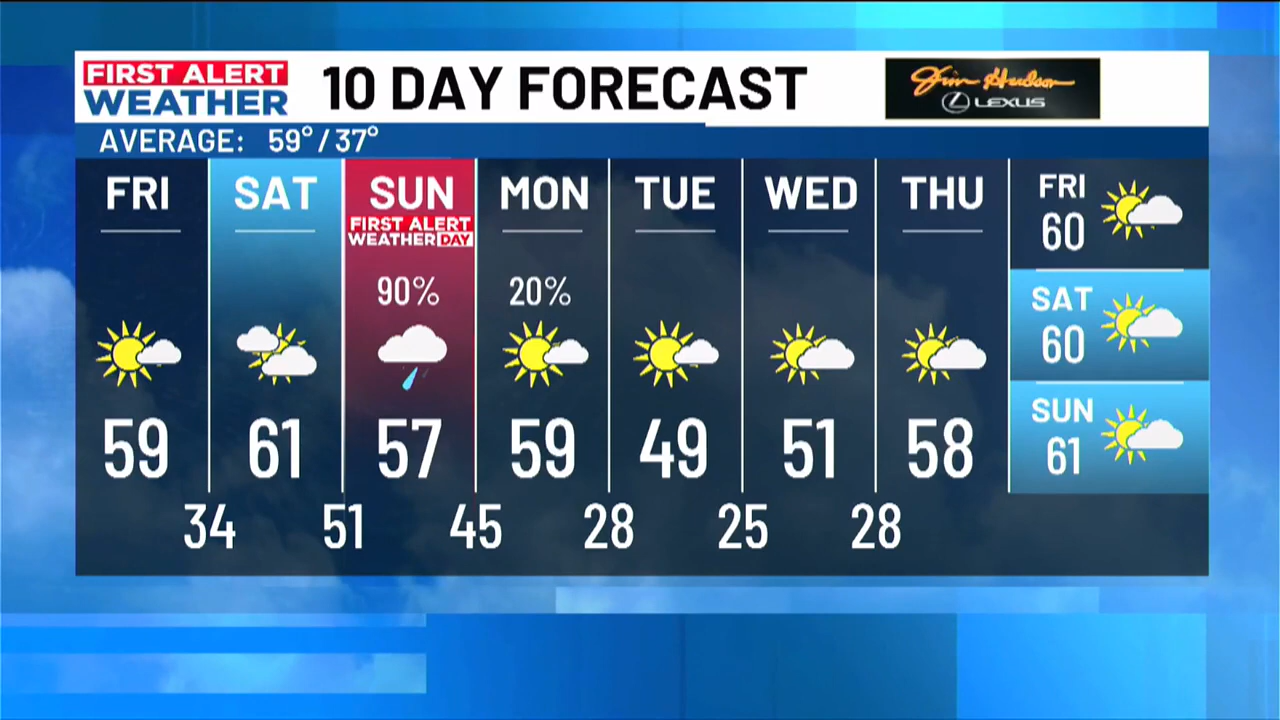 FIRST ALERT
WEATHER
10 DAY FORECAST
Jim Hudson
LEXUS
AVERAGE: 59°/37°
FRI
SAT
SUN
MON
TUE
WED
THU
FIRST ALERT
WEATHER DAY
90%
20%
59
61
57
59
49
51
58
34
51
45
28
25
28
FRI
60
SAT
60
SUN
61